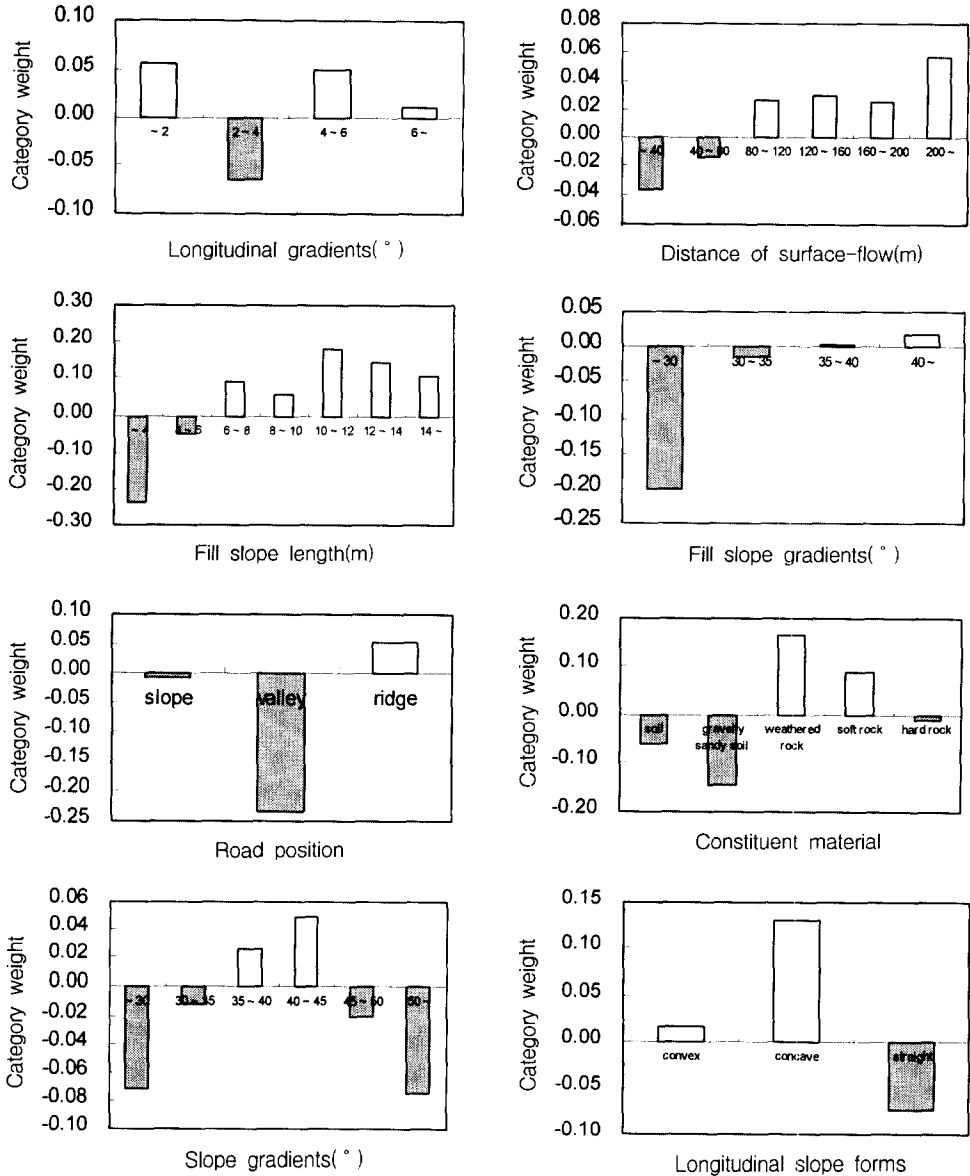 0.10
0.05
0.00
-0.05
-0.10
Category weight
~ 2
2 ~ 4
4 ~ 6
6 ~
Longitudinal gradients( ° )
0.08
0.06
0.04
0.02
0.00
-0.02
-0.04
-0.06
Category weight
~ 40
40 ~ 80
80 ~ 120
120 ~ 160
160 ~ 200
200 ~
Distance of surface-flow(m)
0.30
0.20
0.10
0.00
-0.10
-0.20
-0.30
Category weight
~ 4
4 ~ 6
6 ~ 8
8 ~ 10
10 ~ 12
12 ~ 14
14 ~
Fill slope length(m)
0.05
0.00
-0.05
-0.10
-0.15
-0.20
-0.25
Category weight
~ 30
30 ~ 35
35 ~ 40
40 ~
Fill slope gradients( ° )
0.10
0.05
0.00
-0.05
-0.10
-0.15
-0.20
-0.25
Category weight
slope
valley
ridge
Road position
0.20
0.10
0.00
-0.10
-0.20
Category weight
soil
gravelly
sandy soil
weathered
rock
soft rock
hard rock
Constituent material
0.06
0.04
0.02
0.00
-0.02
-0.04
-0.06
-0.08
-0.10
Category weight
~ 30
30 ~ 35
35 ~ 40
40 ~ 45
45 ~ 50
50 ~
Slope gradients( ° )
0.15
0.10
0.05
0.00
-0.05
-0.10
Category weight
convex
concave
straight
Longitudinal slope forms